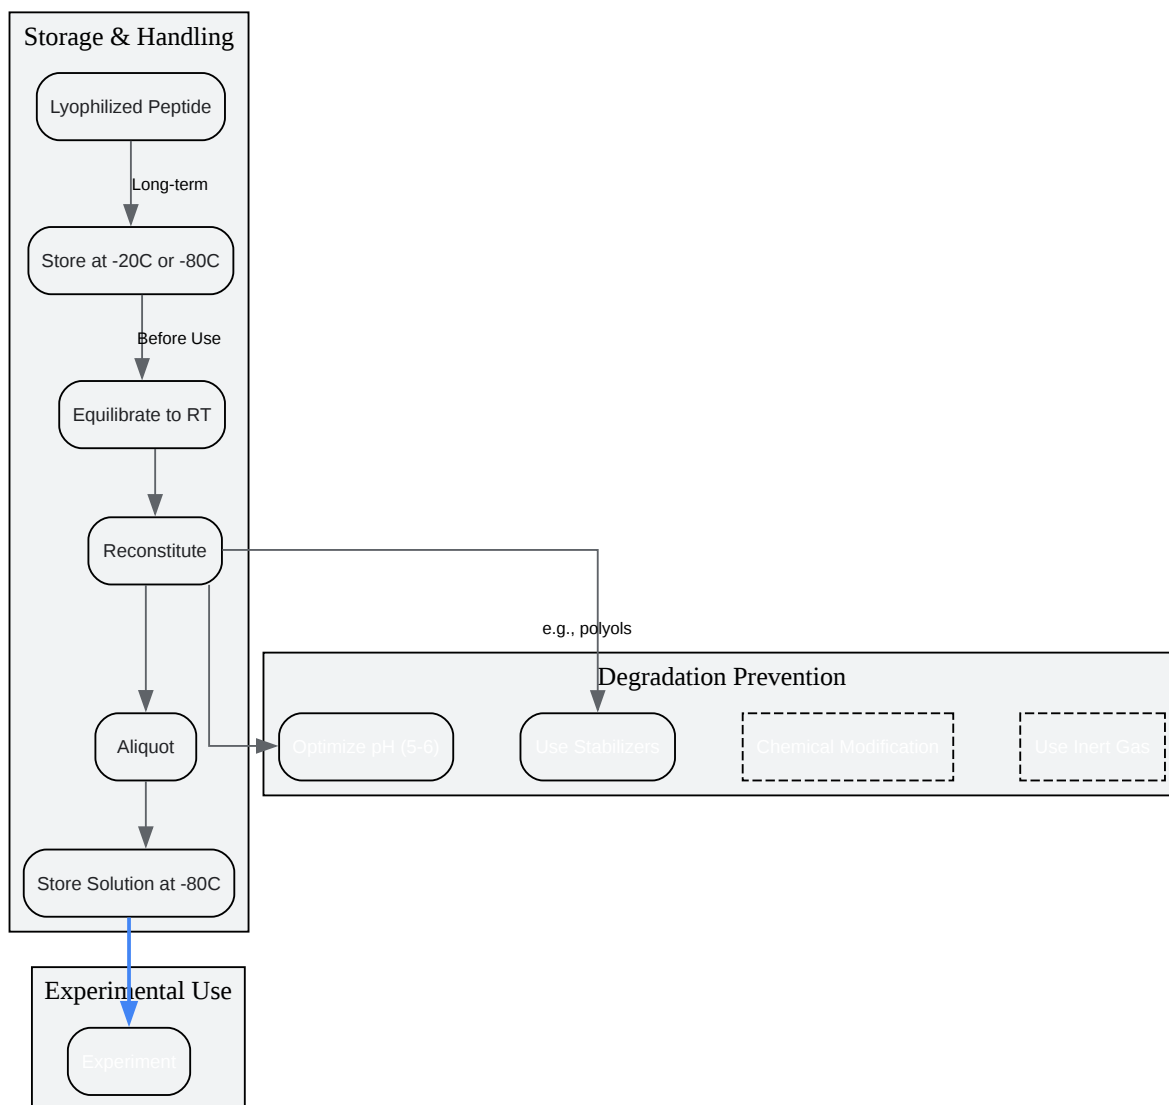 Storage & Handling
Lyophilized Peptide
Long-term
Store at -20C or -80C
Before Use
Equilibrate to RT
Reconstitute
e.g., polyols
Degradation Prevention
Optimize pH (5-6)
Use Stabilizers
Chemical Modification
Use Inert Gas
Aliquot
Store Solution at -80C
Experimental Use
Experiment